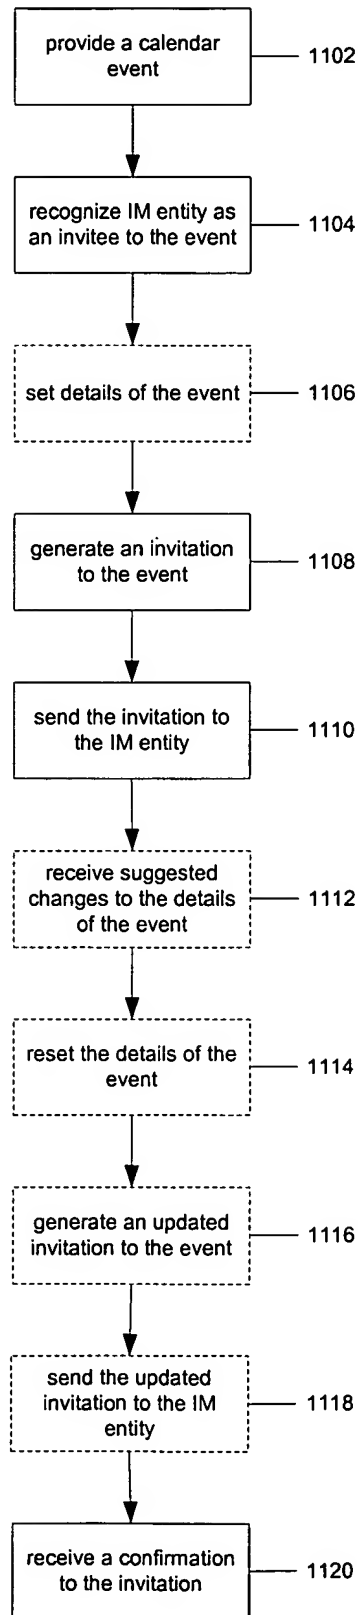 provide a calendar
event
1102
recognize IM entity as
an invitee to the event
1104
set details of the event
1106
generate an invitation
to the event
1108
send the invitation to
the IM entity
1110
receive suggested
changes to the details
of the event
1112
reset the details of the
event
1114
generate an updated
invitation to the event
1116
send the updated
invitation to the IM
entity
1118
receive a confirmation
to the invitation
1120